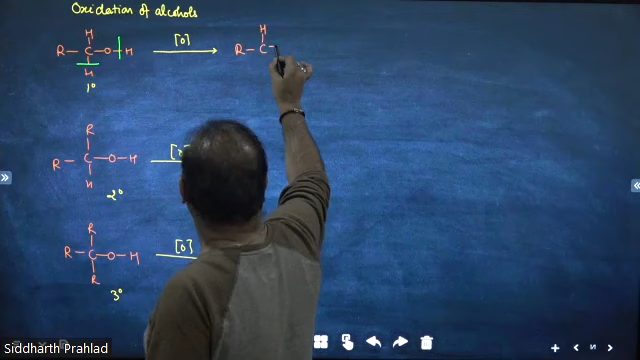 Oxidation of alcohols
H H
R — C — O — H [O] R — C
H
1°
R
R — C — O — H
H
2°
R
R — C — O — H [O]
R
3°
Siddharth Prahlad